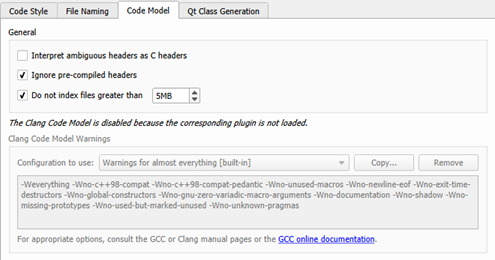 Code Style File Naming Code Model Qt Class Generation
General
Interpret ambiguous headers as C headers
Ignore pre-compiled headers
Do not index files greater than 5MB
The Clang Code Model is disabled because the corresponding plugin is not loaded.
Clang Code Model Warnings
Configuration to use: Warnings for almost everything [built-in] Copy... Remove
-Weverything -Wno-c++98-compat -Wno-c++98-compat-pedantic -Wno-unused-macros -Wno-newline-eof -Wno-exit-time-
destructors -Wno-global-constructors -Wno-gnu-zero-variadic-macro-arguments -Wno-documentation -Wno-shadow -Wno-
missing-prototypes -Wno-used-but-marked-unused -Wno-unknown-pragmas
For appropriate options, consult the GCC or Clang manual pages or the GCC online documentation.